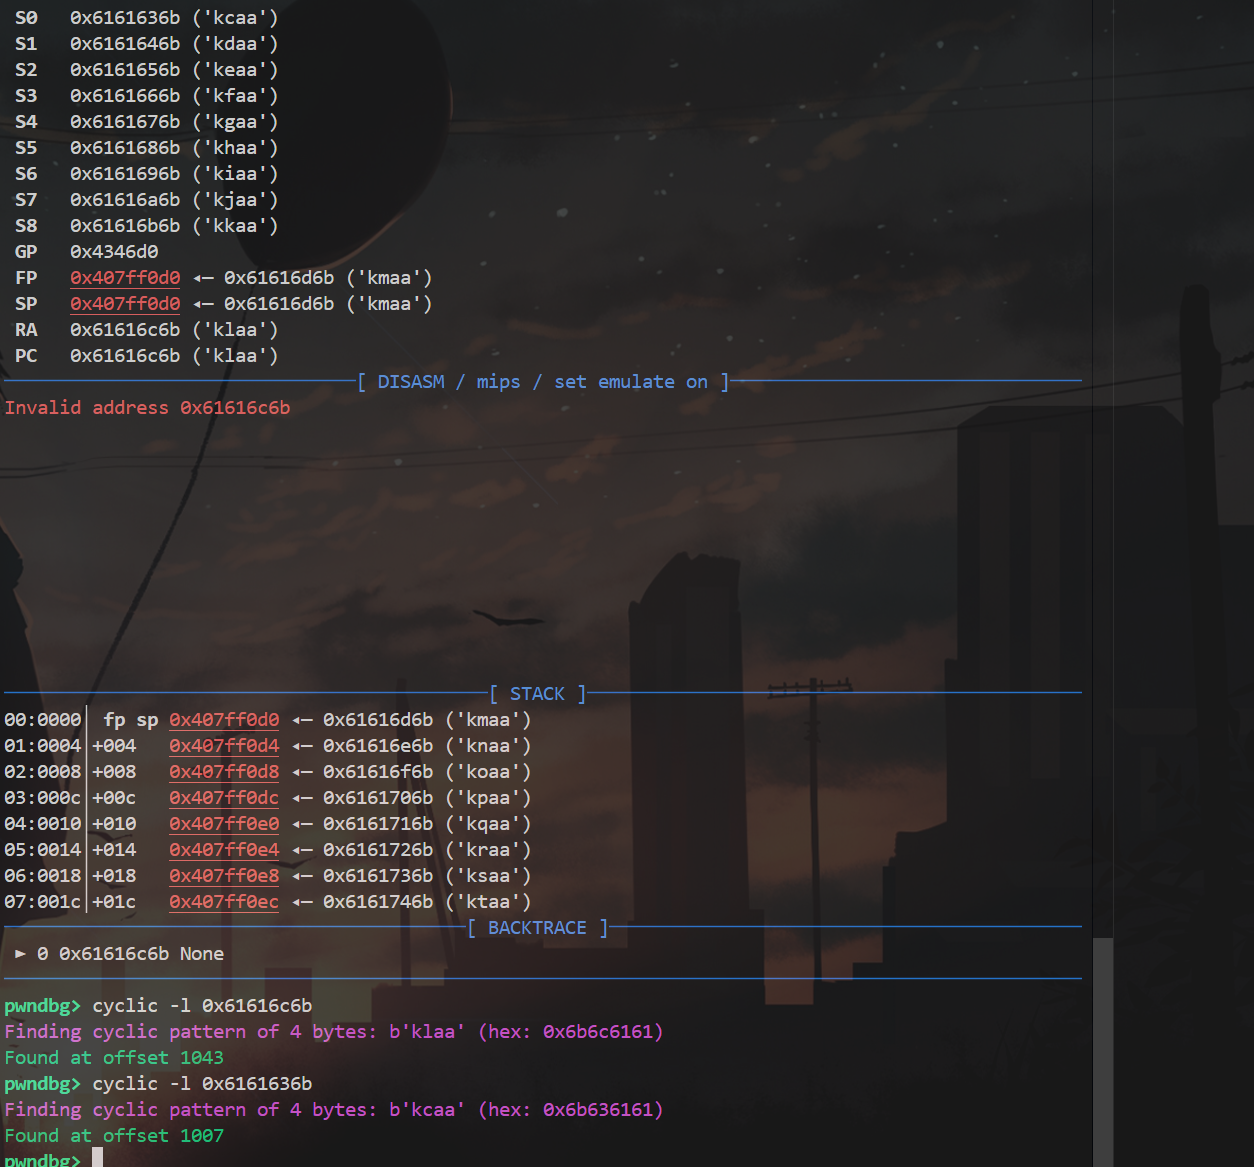 S0 0x6161636b ('kcaa')
S1 0x6161646b ('kdaa')
S2 0x6161656b ('keaa')
S3 0x6161666b ('kfaa')
S4 0x6161676b ('kgaa')
S5 0x6161686b ('khaa')
S6 0x6161696b ('kiaa')
S7 0x61616a6b ('kjaa')
S8 0x61616b6b ('kkaa')
GP 0x4346d0
FP 0x407ff0d0 ◂— 0x61616d6b ('kmaa')
SP 0x407ff0d0 ◂— 0x61616d6b ('kmaa')
RA 0x61616c6b ('klaa')
PC 0x61616c6b ('klaa')
[ DISASM / mips / set emulate on ]
Invalid address 0x61616c6b
[ STACK ]
00:0000│ fp sp 0x407ff0d0 ◂— 0x61616d6b ('kmaa')
01:0004│+004 0x407ff0d4 ◂— 0x61616e6b ('knaa')
02:0008│+008 0x407ff0d8 ◂— 0x61616f6b ('koaa')
03:000c│+00c 0x407ff0dc ◂— 0x6161706b ('kpaa')
04:0010│+010 0x407ff0e0 ◂— 0x6161716b ('kqaa')
05:0014│+014 0x407ff0e4 ◂— 0x6161726b ('kraa')
06:0018│+018 0x407ff0e8 ◂— 0x6161736b ('ksaa')
07:001c│+01c 0x407ff0ec ◂— 0x6161746b ('ktaa')
[ BACKTRACE ]
► 0 0x61616c6b None
pwndbg> cyclic -l 0x61616c6b
Finding cyclic pattern of 4 bytes: b'klaa' (hex: 0x6b6c6161)
Found at offset 1043
pwndbg> cyclic -l 0x6161636b
Finding cyclic pattern of 4 bytes: b'kcaa' (hex: 0x6b636161)
Found at offset 1007
pwndbg>